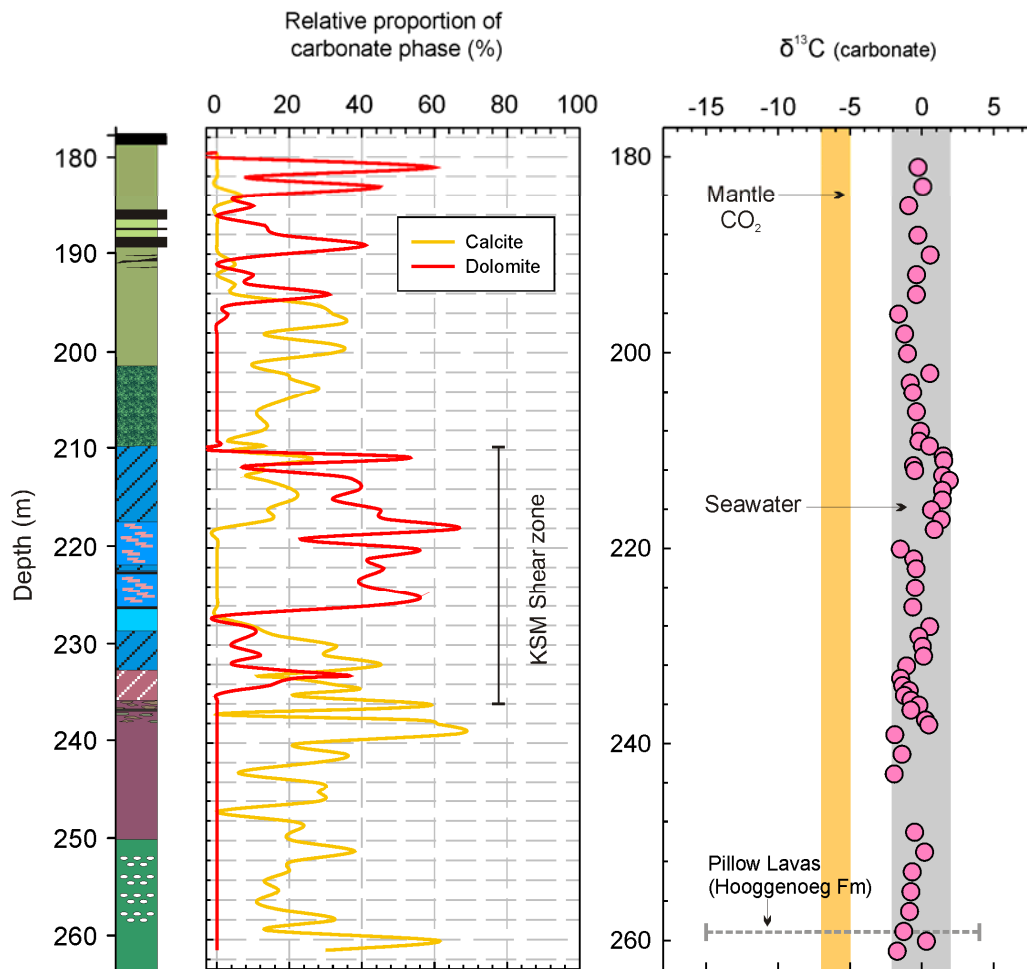 Relative proportion of
carbonate phase (%)
δ¹³C (carbonate)
0 20 40 60 80 100
-15 -10 -5 0 5
Depth (m)
180
190
200
210
220
230
240
250
260
Calcite
Dolomite
KSM Shear zone
180
200
220
240
260
Mantle
CO₂
Seawater
Pillow Lavas
(Hooggenoeg Fm)